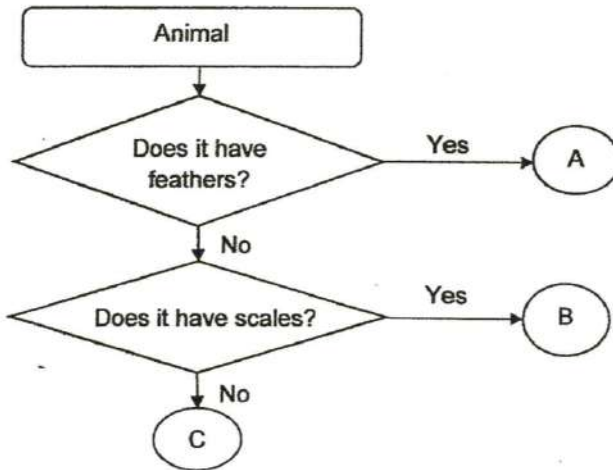 Animal
Does it have
feathers?
Yes
A
No
Does it have scales?
Yes
B
No
C